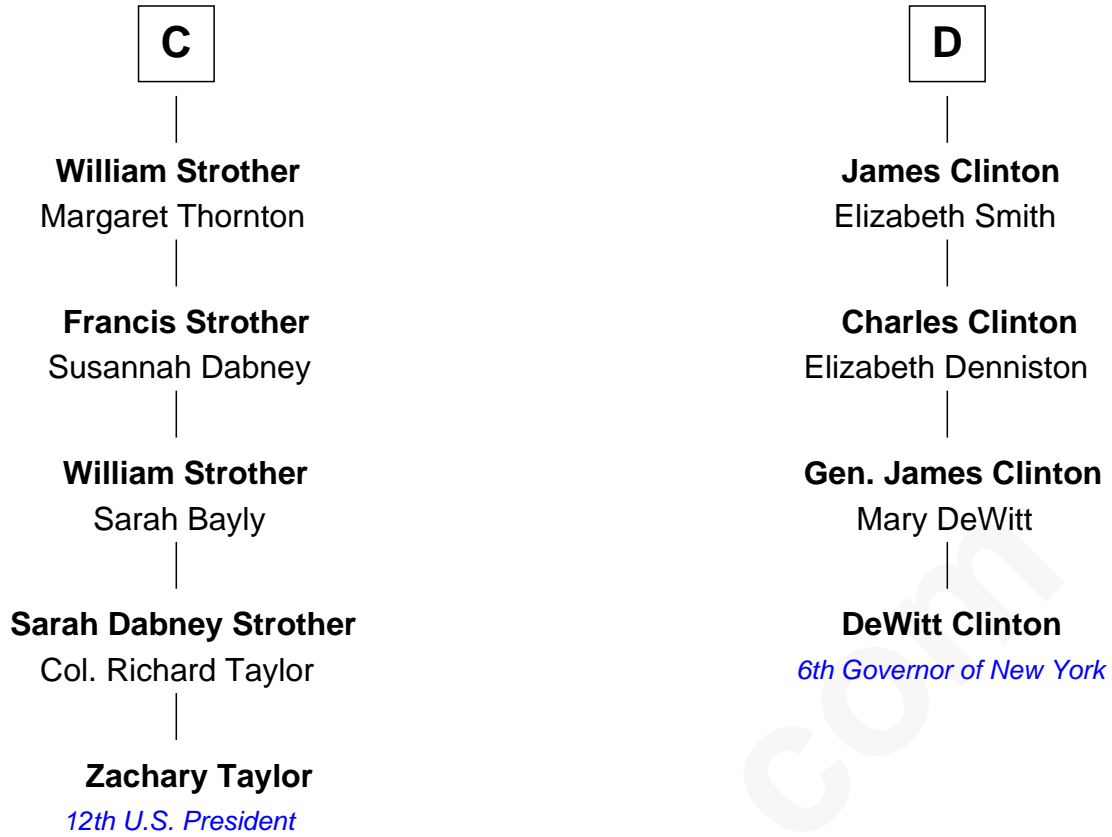 C
William Strother
Margaret Thornton
Francis Strother
Susannah Dabney
William Strother
Sarah Bayly
Sarah Dabney Strother
Col. Richard Taylor
Zachary Taylor
12th U.S. President
D
James Clinton
Elizabeth Smith
Charles Clinton
Elizabeth Denniston
Gen. James Clinton
Mary DeWitt
DeWitt Clinton
6th Governor of New York
com